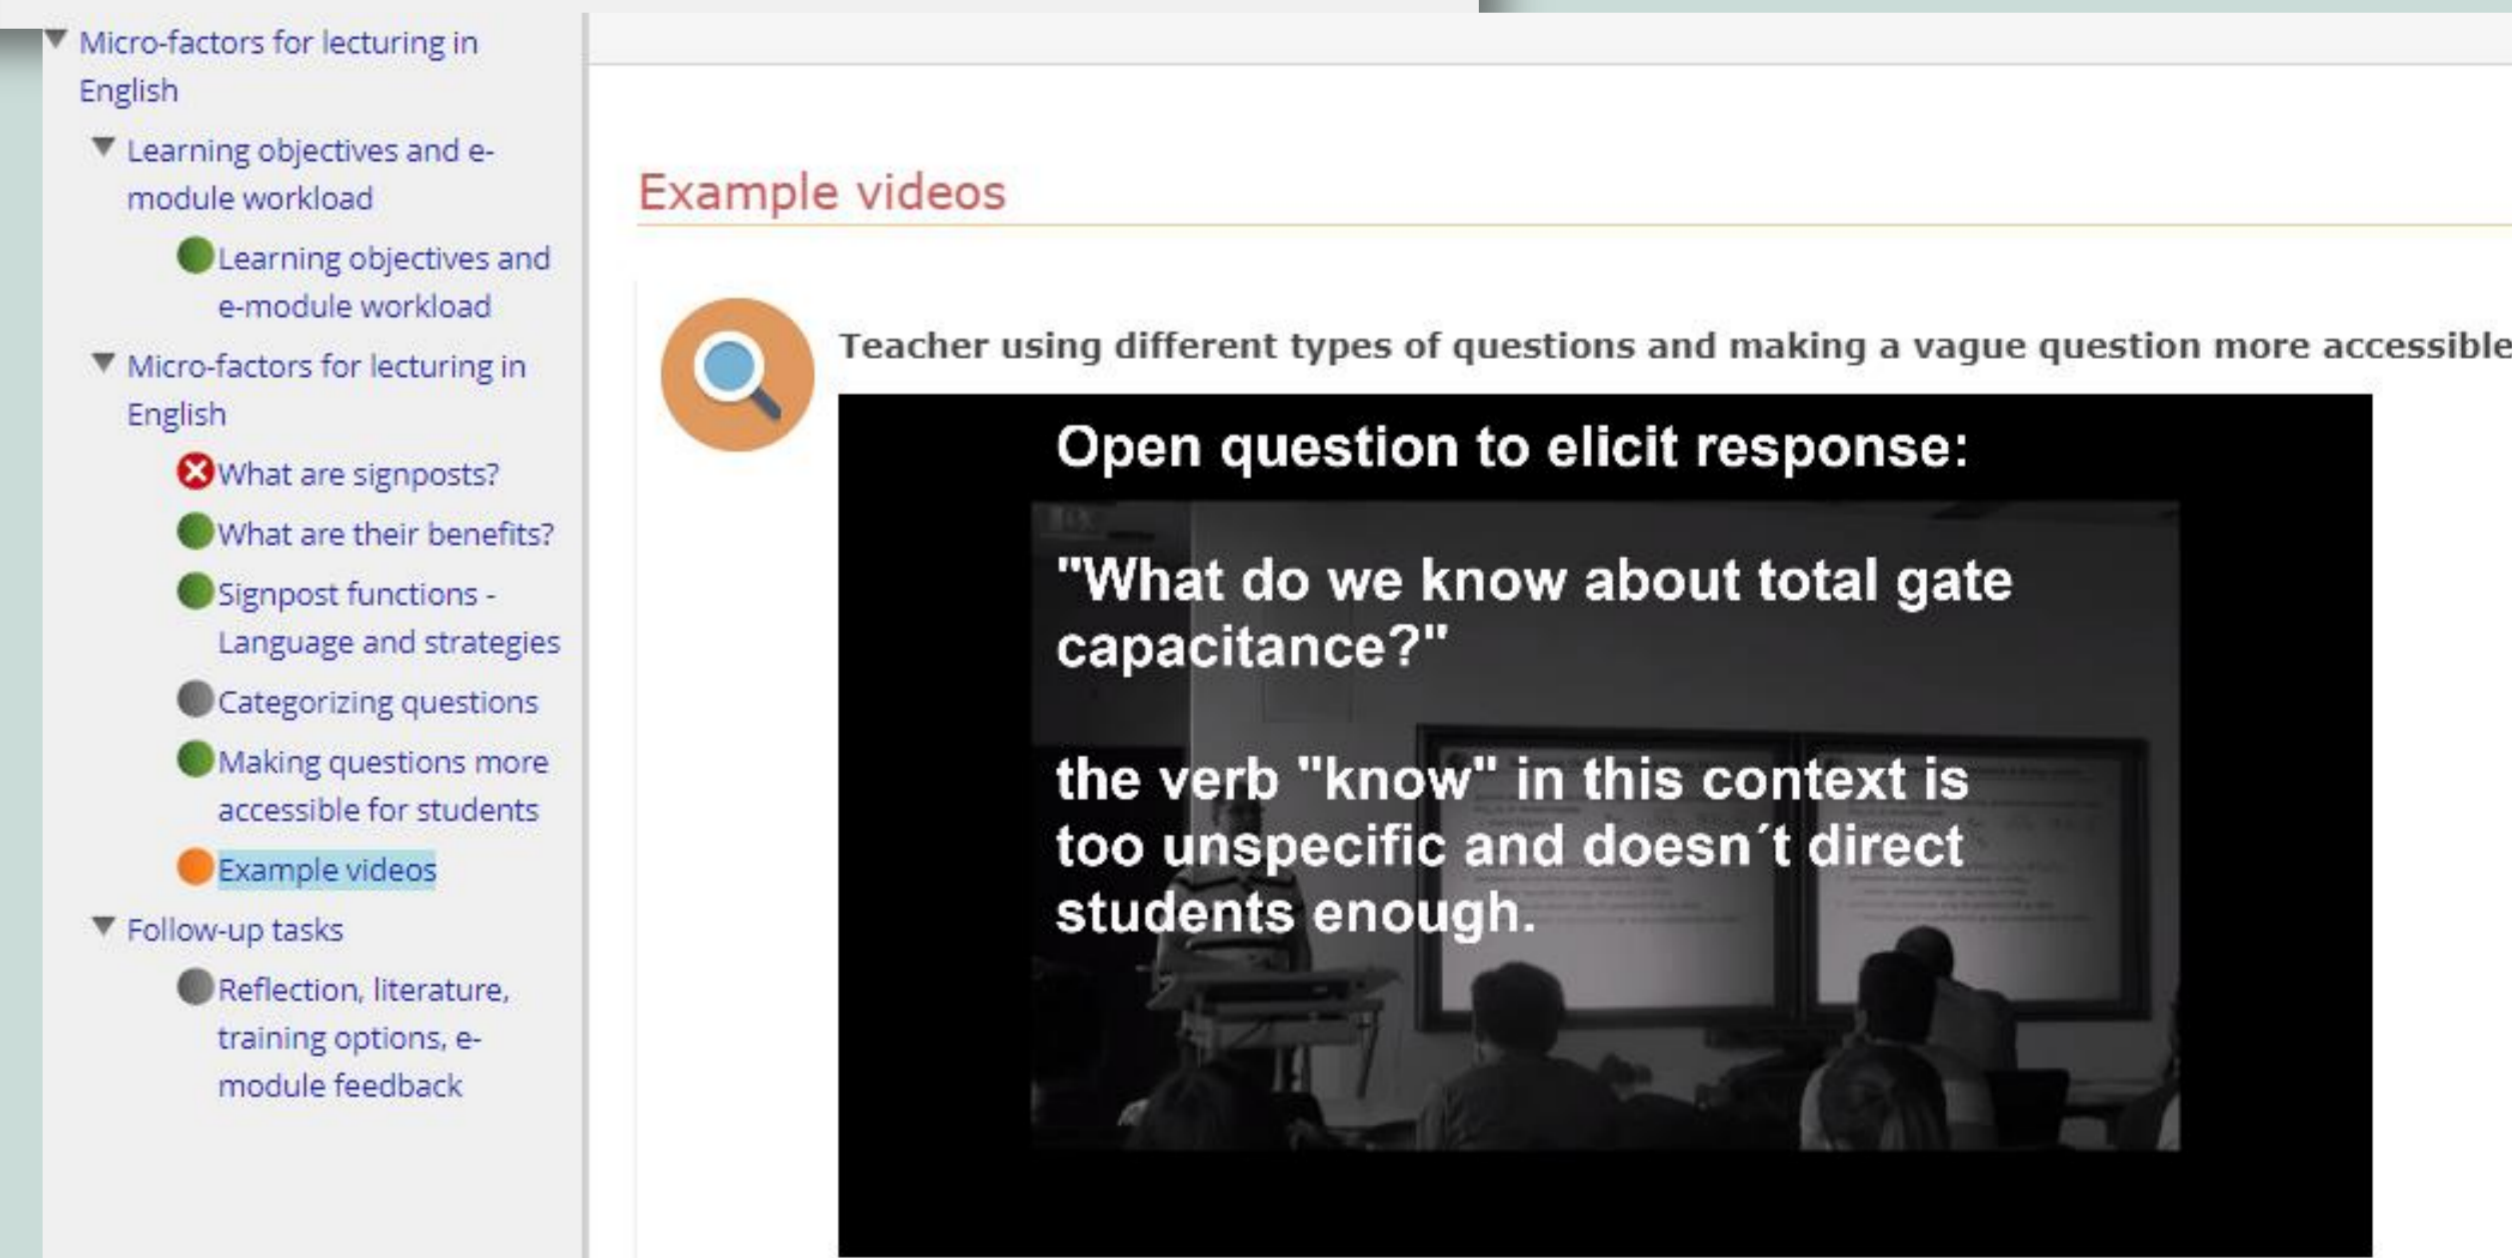 Micro-factors for lecturing in
English
Learning objectives and e-
module workload
Learning objectives and
e-module workload
Micro-factors for lecturing in
English
What are signposts?
What are their benefits?
Signpost functions -
Language and strategies
Categorizing questions
Making questions more
accessible for students
Example videos
Follow-up tasks
Reflection, literature,
training options, e-
module feedback
Example videos
Teacher using different types of questions and making a vague question more accessible
Open question to elicit response:
"What do we know about total gate
capacitance?"
the verb "know" in this context is
too unspecific and doesn´t direct
students enough.